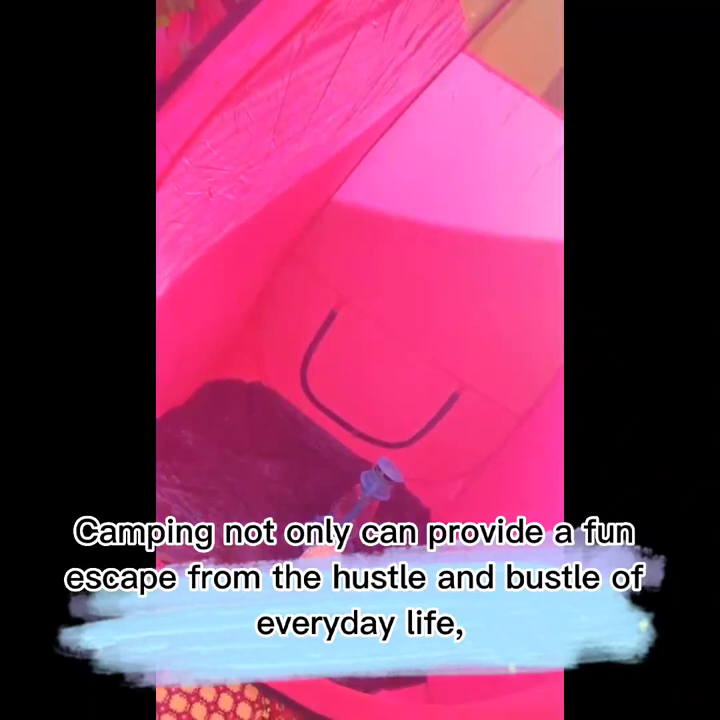 Camping not only can provide a fun
escape from the hustle and bustle of
everyday life,